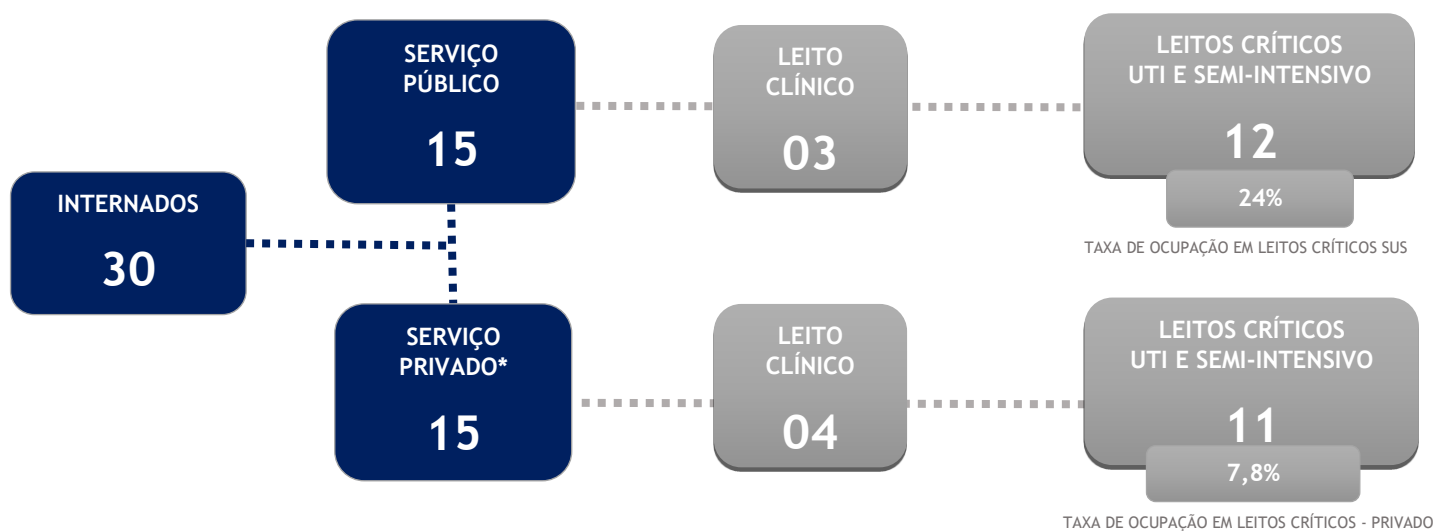 INTERNADOS
30
SERVIÇO
PÚBLICO
15
LEITO
CLÍNICO
03
LEITOS CRÍTICOS
UTI E SEMI-INTENSIVO
12
24%
TAXA DE OCUPAÇÃO EM LEITOS CRÍTICOS SUS
SERVIÇO
PRIVADO*
15
LEITO
CLÍNICO
04
LEITOS CRÍTICOS
UTI E SEMI-INTENSIVO
11
7,8%
TAXA DE OCUPAÇÃO EM LEITOS CRÍTICOS - PRIVADO